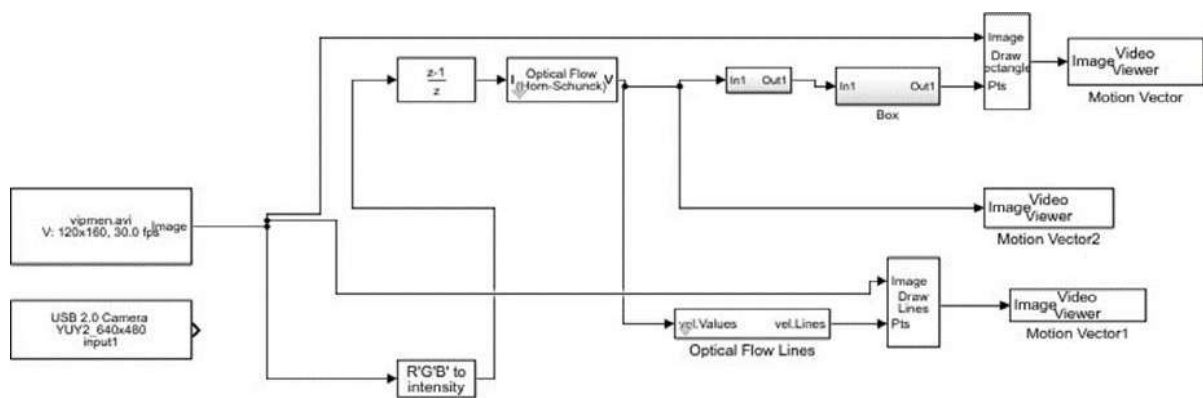 Image
Draw
ectangle
Pts
Image
Video
Viewer
Motion Vector
z-1
z
I
Optical Flow
(Horn-Schunck)
V
In1
Out1
In1
Out1
Box
vipmen.avi
V: 120x160, 30.0 fps
Image
Image
Video
Viewer
Motion Vector2
USB 2.0 Camera
YUY2_640x480
input1
vel.Values
vel.Lines
Optical Flow Lines
Image
Draw
Lines
Pts
Image
Video
Viewer
Motion Vector1
R'G'B' to
intensity